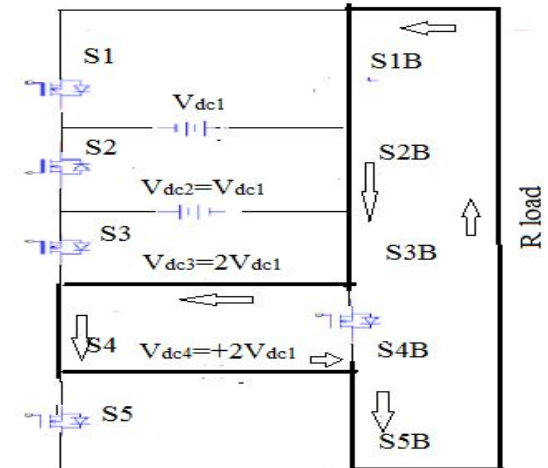 S1
S1B
Vdc1
S2
S2B
Vdc2=Vdc1
S3
S3B
Vdc3=2Vdc1
S4
Vdc4=+2Vdc1
S4B
S5
S5B
R load